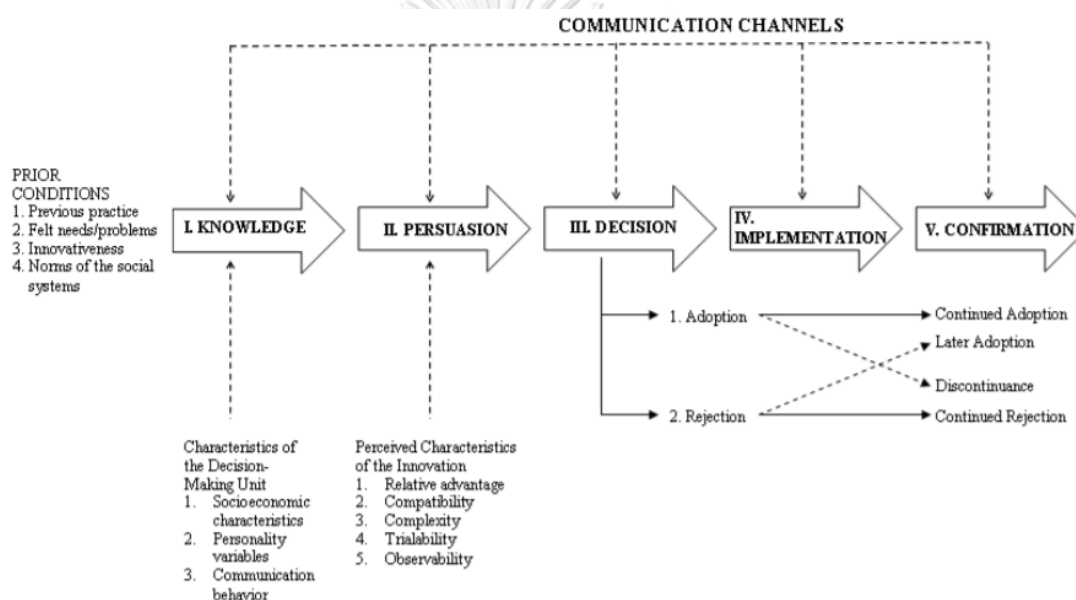 COMMUNICATION CHANNELS
PRIOR
CONDITIONS
1. Previous practice
2. Felt needs/problems
3. Innovativeness
4. Norms of the social
systems
I. KNOWLEDGE
II. PERSUASION
III. DECISION
IV.
IMPLEMENTATION
V. CONFIRMATION
1. Adoption
2. Rejection
Continued Adoption
Later Adoption
Discontinuance
Continued Rejection
Characteristics of
the Decision-
Making Unit
1. Socioeconomic
characteristics
2. Personality
variables
3. Communication
behavior
Perceived Characteristics
of the Innovation
1. Relative advantage
2. Compatibility
3. Complexity
4. Trialability
5. Observability